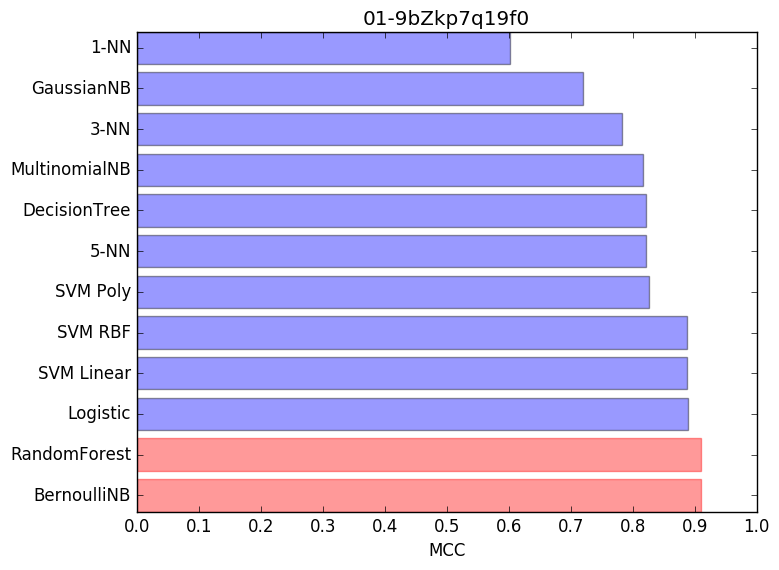 01-9bZkp7q19f0
1-NN
GaussianNB
3-NN
MultinomialNB
DecisionTree
5-NN
SVM Poly
SVM RBF
SVM Linear
Logistic
RandomForest
BernoulliNB
0.0 0.1 0.2 0.3 0.4 0.5 0.6 0.7 0.8 0.9 1.0
MCC